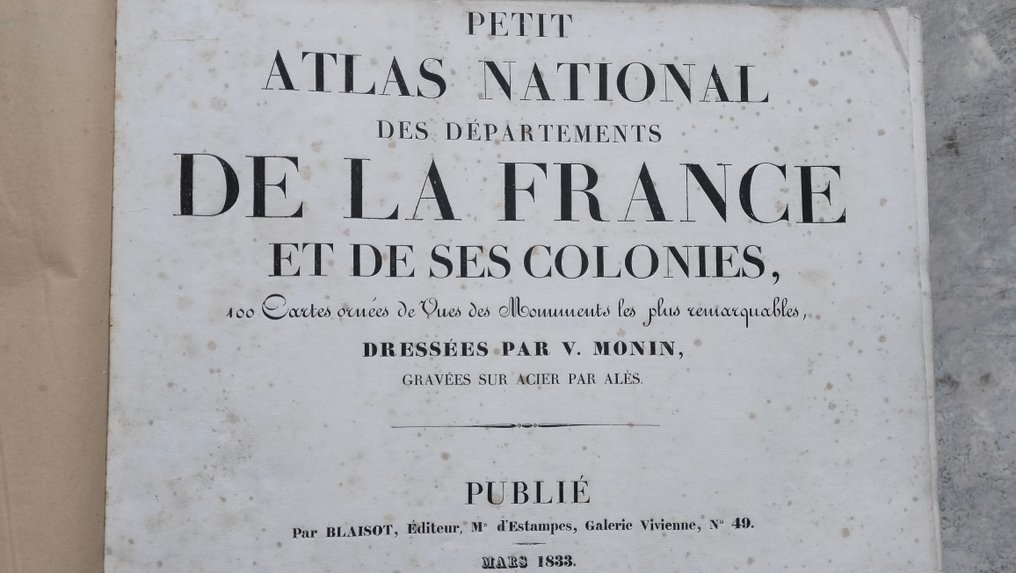 PETIT
ATLAS NATIONAL
DES DÉPARTEMENTS
DE LA FRANCE
ET DE SES COLONIES,
100 Cartes ornées de Vues des Monuments les plus remarquables,
DRESSÉES PAR V. MONIN,
GRAVÉES SUR ACIER PAR ALÈS.
PUBLIÉ
Par BLAISOT, Éditeur, Md d'Estampes, Galerie Vivienne, No 49.
MARS 1833.